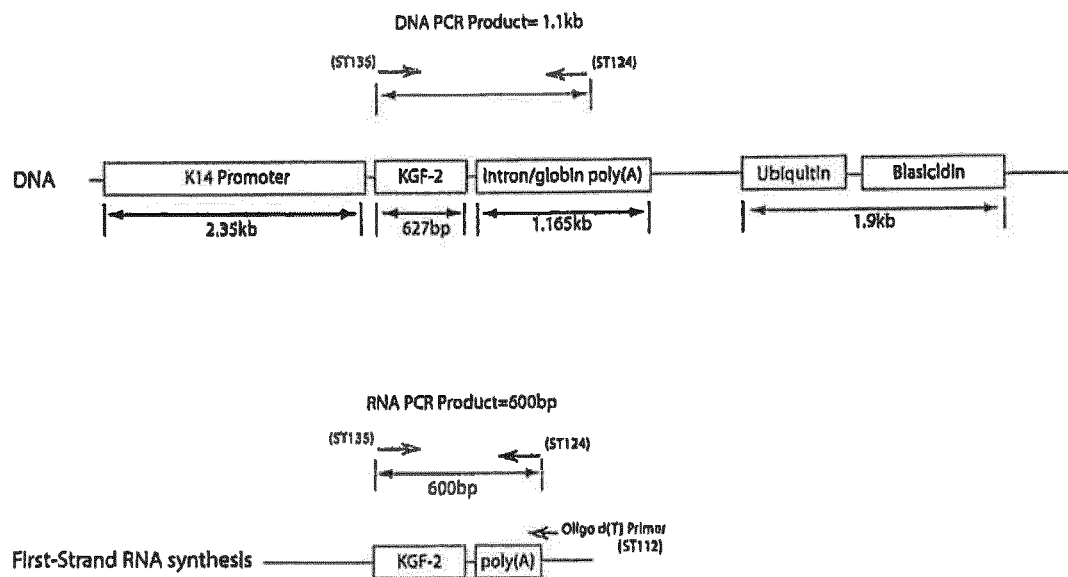 DNA PCR Product= 1.1kb
(ST135) (ST124)
DNA K14 Promoter KGF-2 Intron/globin poly(A) Ubiquitin Blasicidin
2.35kb 627bp 1.165kb 1.9kb
RNA PCR Product=600bp
(ST135) (ST124)
600bp
Oligo d(T) Primer
(ST112)
First-Strand RNA synthesis KGF-2 poly(A)